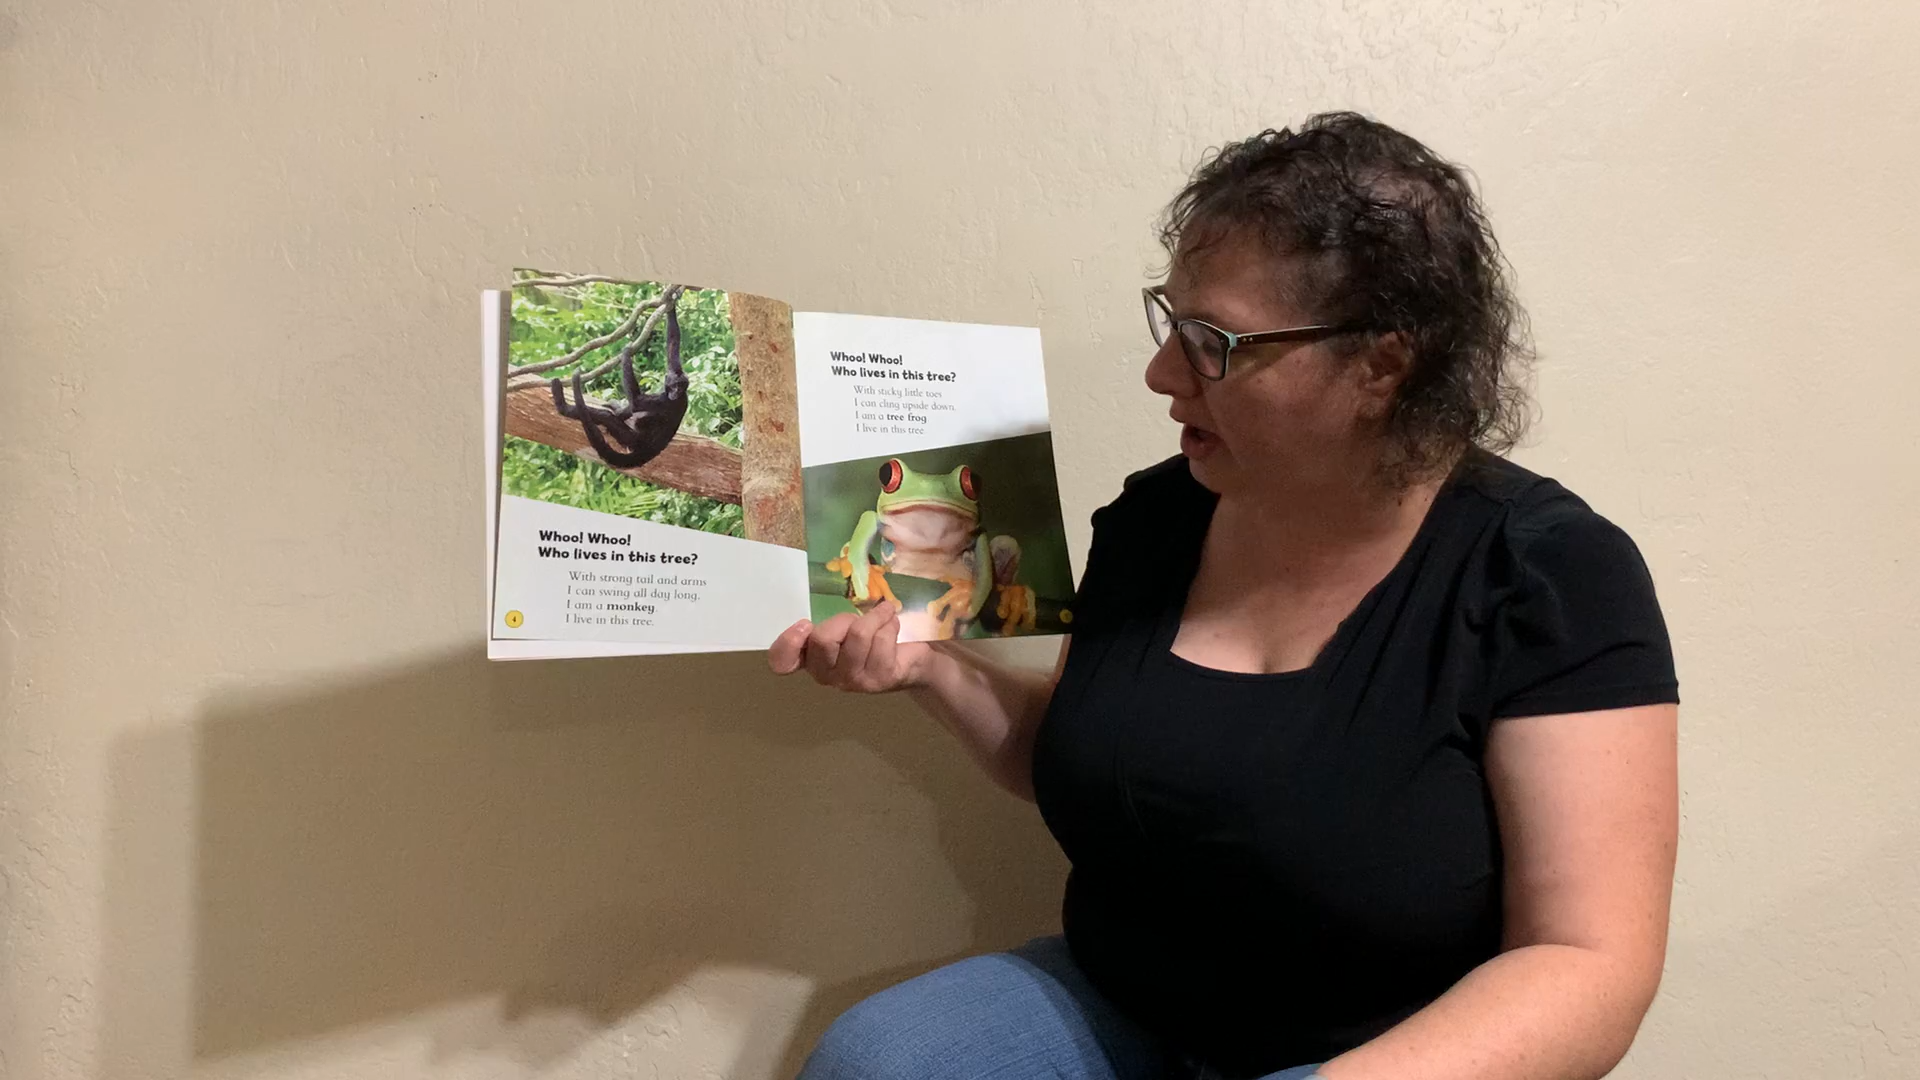 Whoo! Whoo!
Who lives in this tree?
With strong tail and arms
I can swing all day long.
I am a monkey.
I live in this tree.
4
Whoo! Whoo!
Who lives in this tree?
With sticky little toes
I can cling upside down.
I am a tree frog
I live in this tree